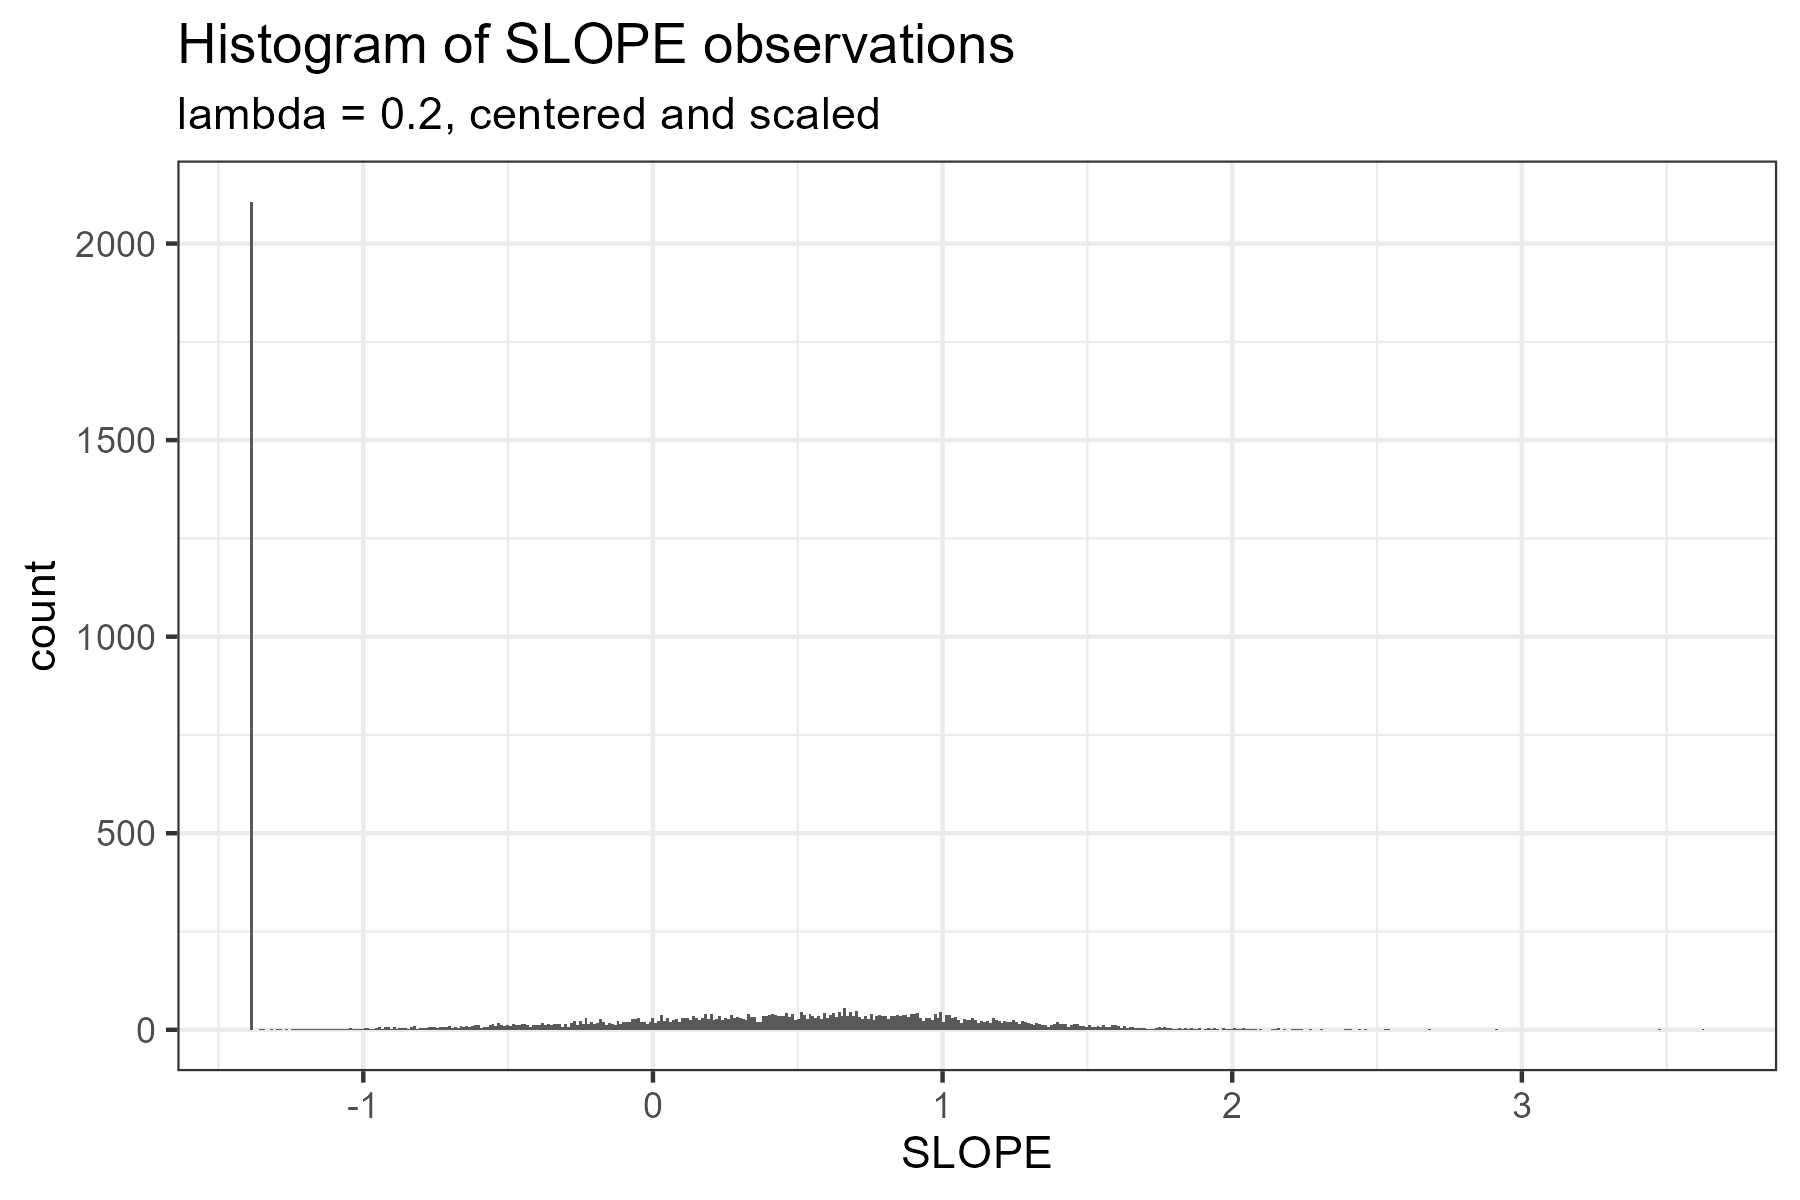 Histogram of SLOPE observations
lambda = 0.2, centered and scaled
2000
1500
1000
500
0
count
-1
0
1
2
3
SLOPE